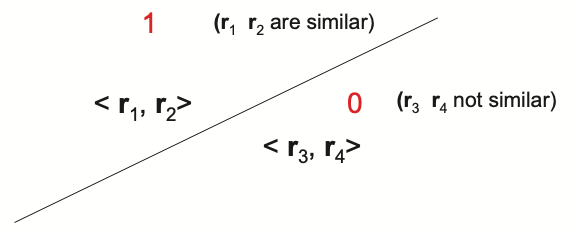 1 (r₁ r₂ are similar)
< r₁, r₂>
0 (r₃ r₄ not similar)
< r₃, r₄>